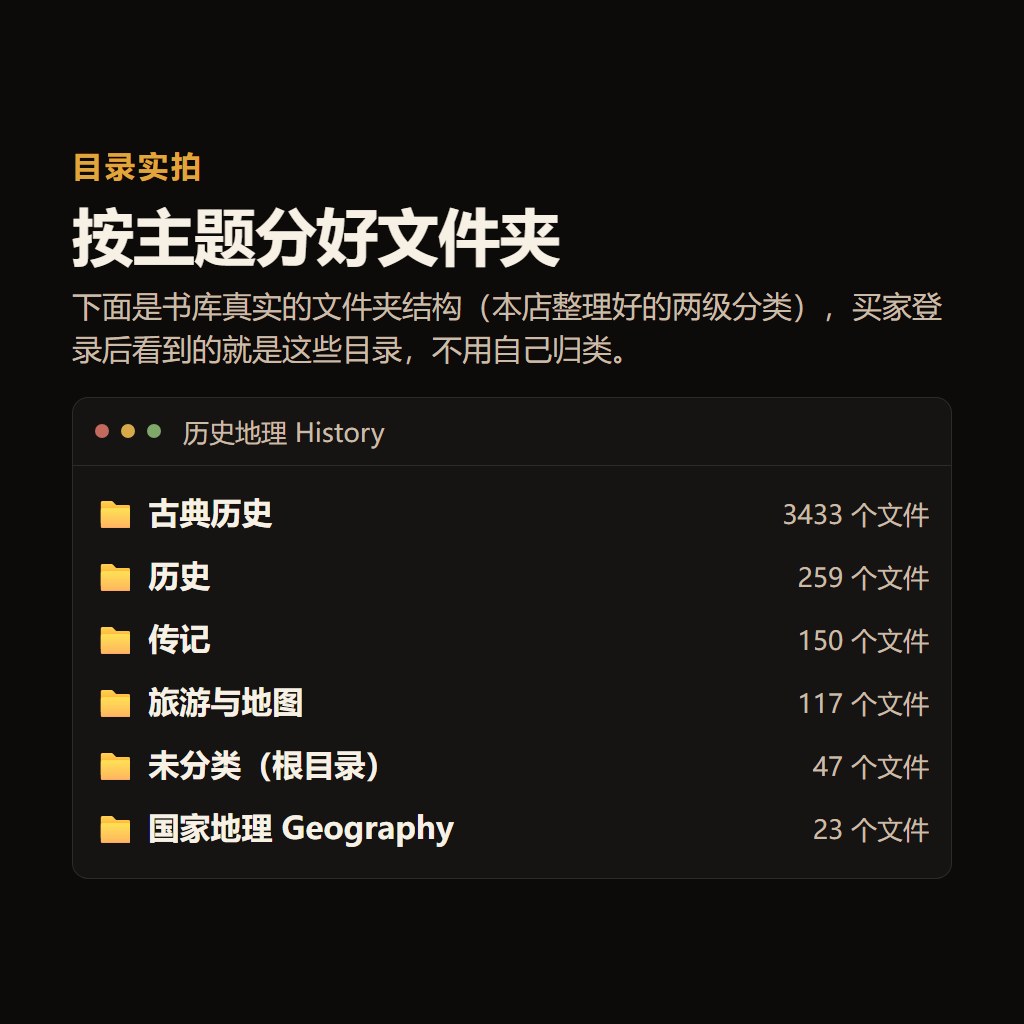 目录实拍
按主题分好文件夹
下面是书库真实的文件夹结构（本店整理好的两级分类），买家登
录后看到的就是这些目录，不用自己归类。
历史地理 History
古典历史 3433 个文件
历史 259 个文件
传记 150 个文件
旅游与地图 117 个文件
未分类（根目录） 47 个文件
国家地理 Geography 23 个文件